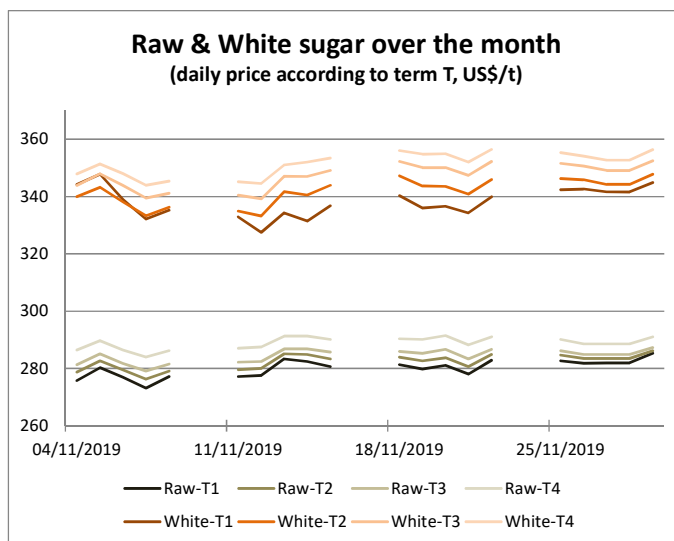 Raw & White sugar over the month
(daily price according to term T, US$/t)
360
340
320
300
280
260
04/11/2019 11/11/2019 18/11/2019 25/11/2019
Raw-T1 Raw-T2 Raw-T3 Raw-T4
White-T1 White-T2 White-T3 White-T4